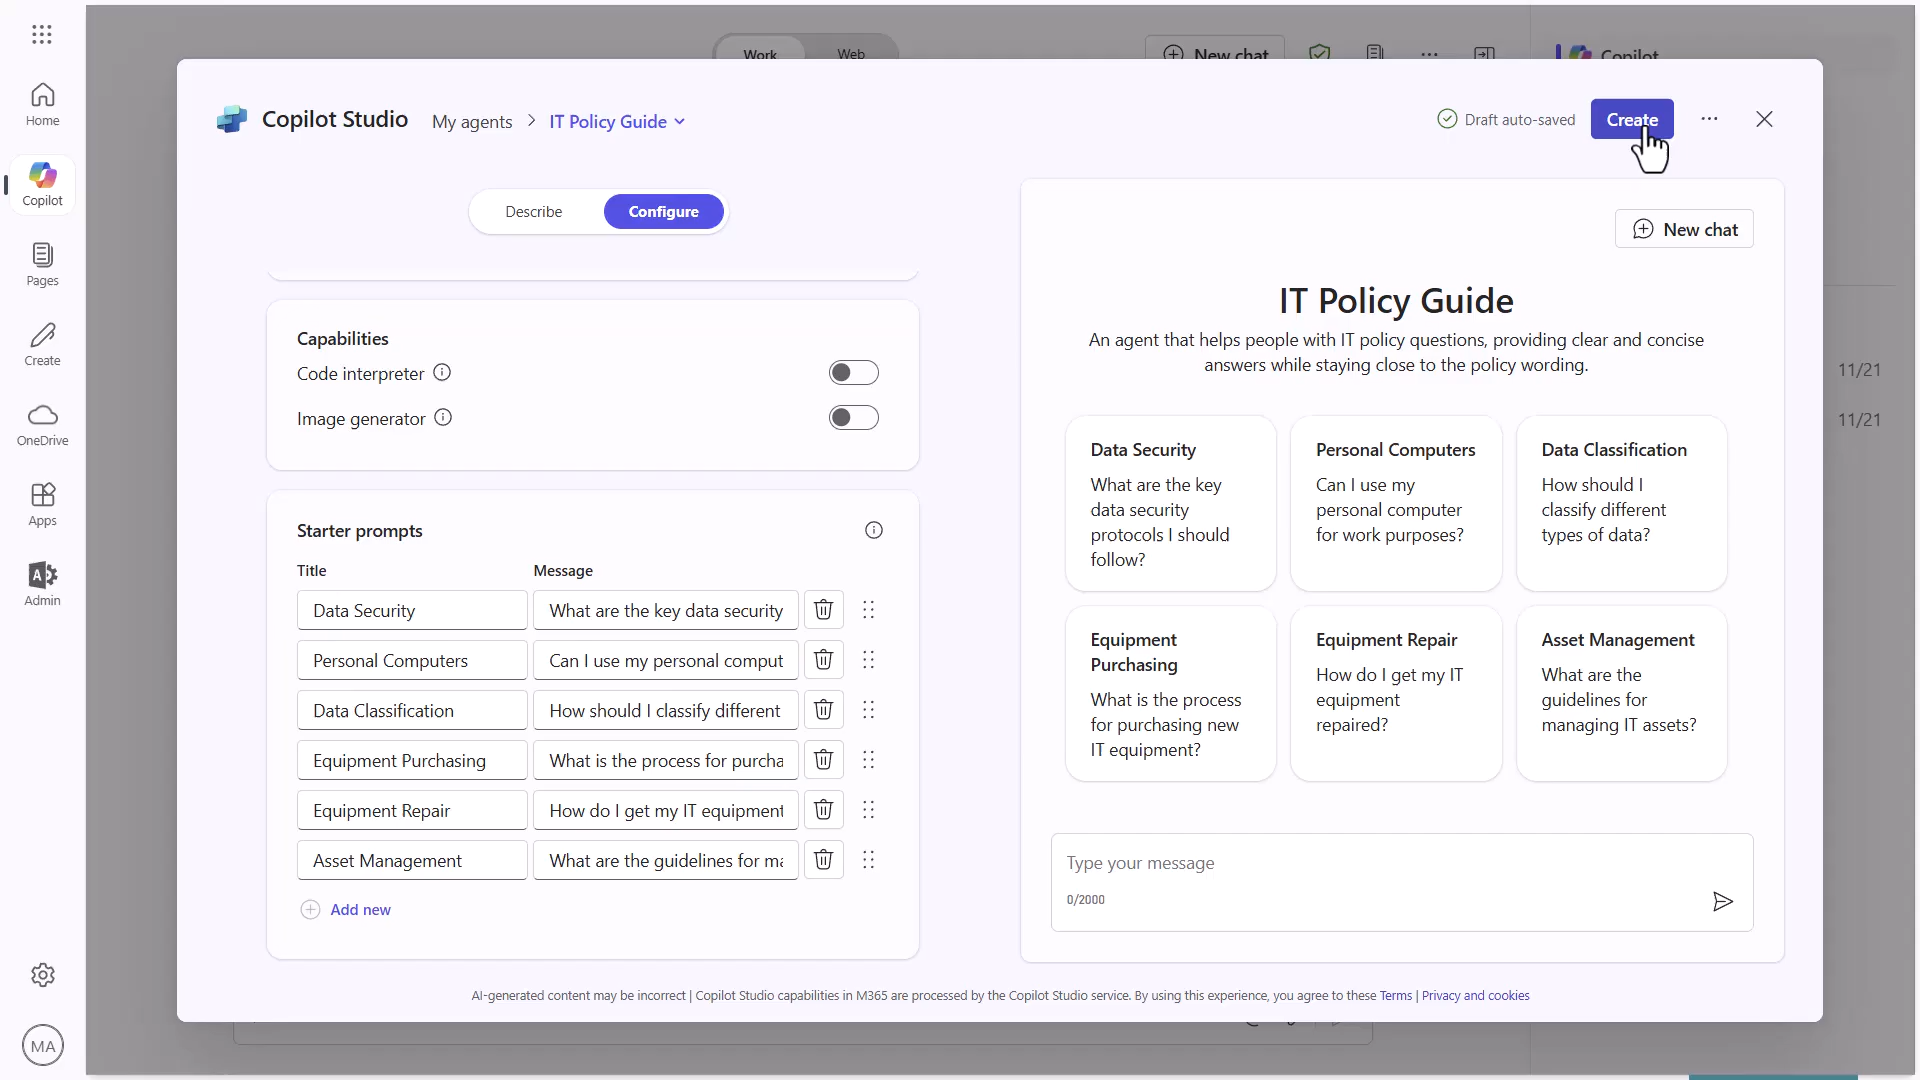 Work
Web
New chat
Copilot
Home
Copilot
Pages
Create
OneDrive
Apps
Admin
MA
Copilot Studio
My agents
IT Policy Guide
Draft auto-saved
Create
Describe
Configure
Capabilities
Code interpreter
Image generator
Starter prompts
Title
Message
Data Security
What are the key data security
Personal Computers
Can I use my personal comput
Data Classification
How should I classify different
Equipment Purchasing
What is the process for purcha
Equipment Repair
How do I get my IT equipment
Asset Management
What are the guidelines for ma
Add new
New chat
IT Policy Guide
An agent that helps people with IT policy questions, providing clear and concise
answers while staying close to the policy wording.
Data Security
What are the key
data security
protocols I should
follow?
Personal Computers
Can I use my
personal computer
for work purposes?
Data Classification
How should I
classify different
types of data?
Equipment
Purchasing
What is the process
for purchasing new
IT equipment?
Equipment Repair
How do I get my IT
equipment
repaired?
Asset Management
What are the
guidelines for
managing IT assets?
Type your message
0/2000
11/21
11/21
AI-generated content may be incorrect | Copilot Studio capabilities in M365 are processed by the Copilot Studio service. By using this experience, you agree to these Terms | Privacy and cookies